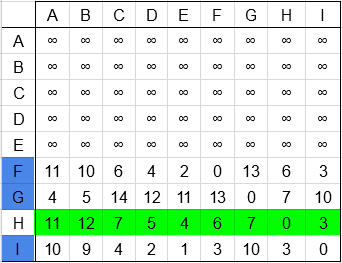 A B C D E F G H I
A ∞ ∞ ∞ ∞ ∞ ∞ ∞ ∞ ∞
B ∞ ∞ ∞ ∞ ∞ ∞ ∞ ∞ ∞
C ∞ ∞ ∞ ∞ ∞ ∞ ∞ ∞ ∞
D ∞ ∞ ∞ ∞ ∞ ∞ ∞ ∞ ∞
E ∞ ∞ ∞ ∞ ∞ ∞ ∞ ∞ ∞
F 11 10 6 4 2 0 13 6 3
G 4 5 14 12 11 13 0 7 10
H 11 12 7 5 4 6 7 0 3
I 10 9 4 2 1 3 10 3 0